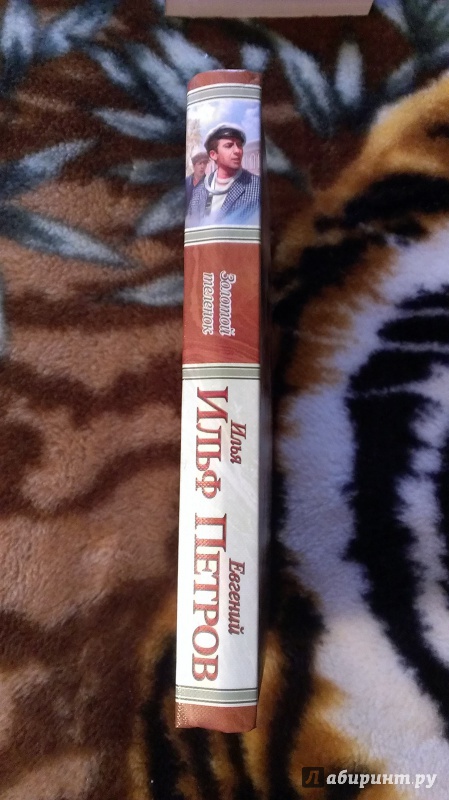 Золотой
теленок
Илья
ИЛЬФ
Евгений
ПЕТРОВ
Лабиринт.ру